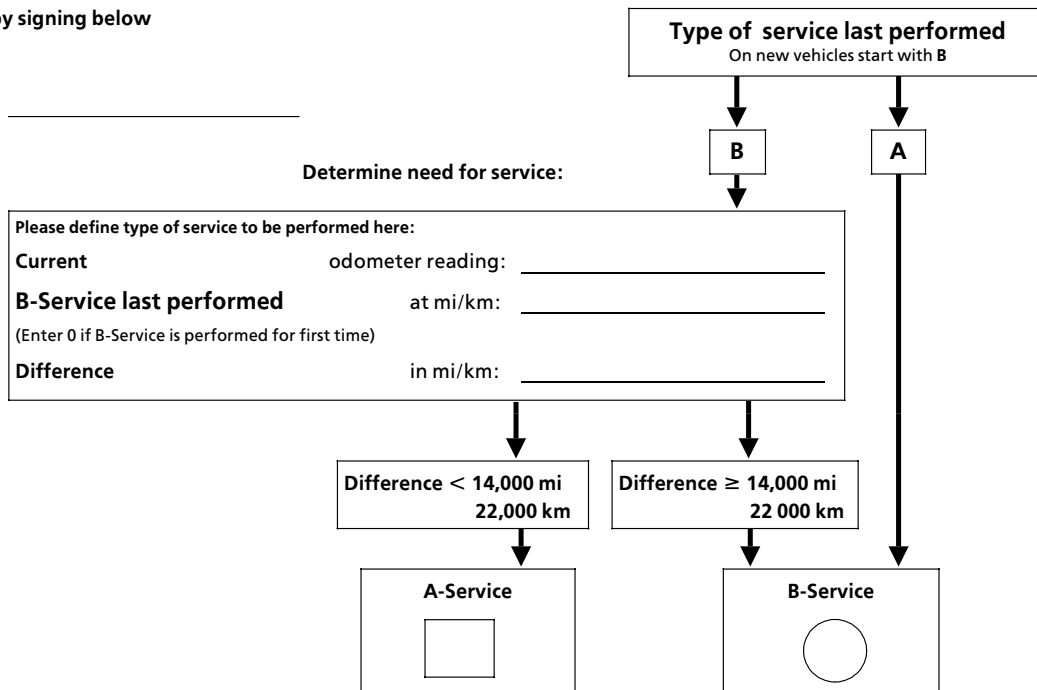 by signing below
Type of service last performed
On new vehicles start with B
B
A
Determine need for service:
Please define type of service to be performed here:
Current odometer reading:
B-Service last performed at mi/km:
(Enter 0 if B-Service is performed for first time)
Difference in mi/km:
Difference < 14,000 mi
22,000 km
Difference ≥ 14,000 mi
22 000 km
A-Service
B-Service